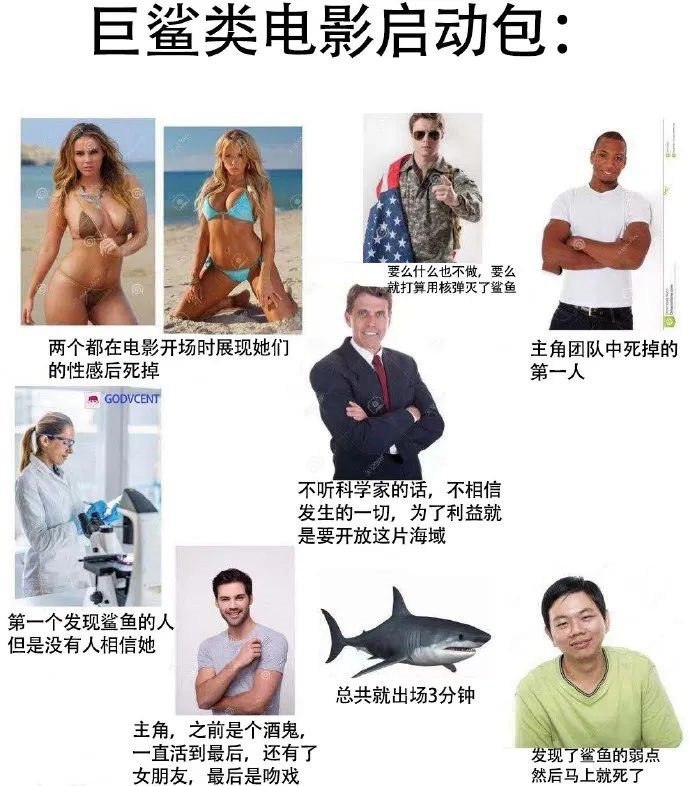 巨鲨类电影启动包：
要么什么也不做，要么
就打算用核弹灭了鲨鱼
两个都在电影开场时展现她们
的性感后死掉
主角团队中死掉的
第一人
GODVCENT
不听科学家的话，不相信
发生的一切，为了利益就
是要开放这片海域
第一个发现鲨鱼的人
但是没有人相信她
总共就出场3分钟
主角，之前是个酒鬼，
一直活到最后，还有了
女朋友，最后是吻戏
发现了鲨鱼的弱点
然后马上就死了